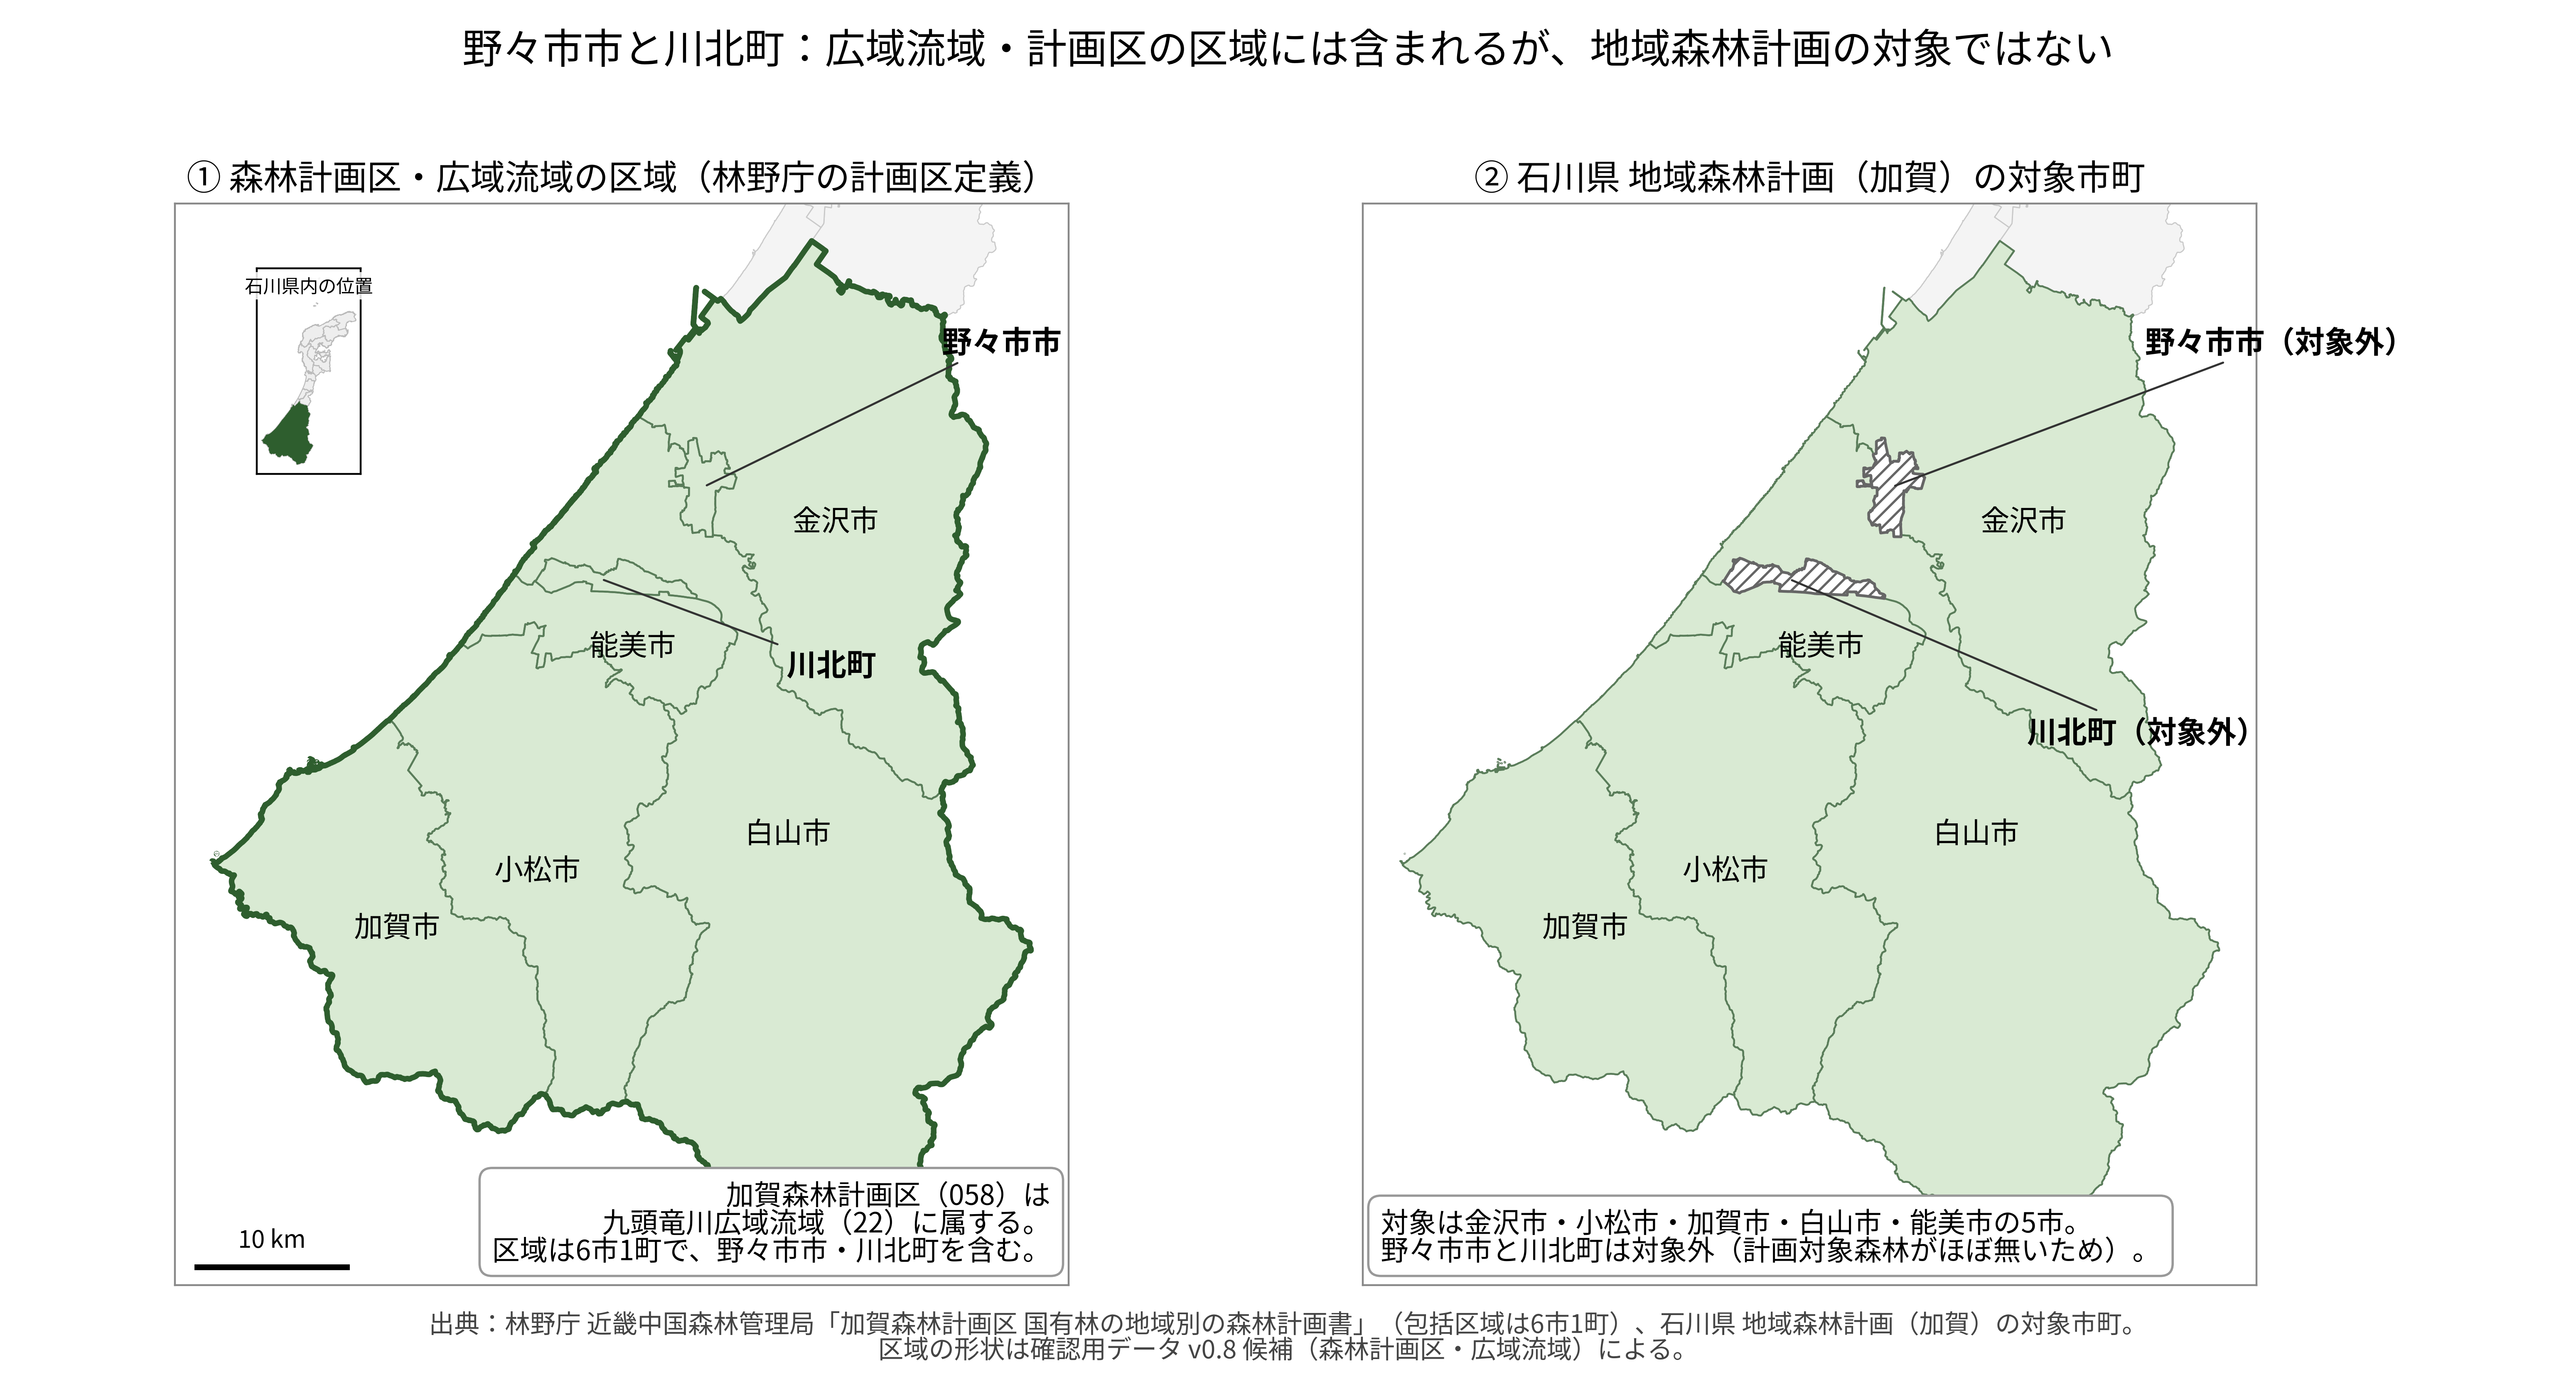 野々市市と川北町：広域流域・計画区の区域には含まれるが、地域森林計画の対象ではない
① 森林計画区・広域流域の区域（林野庁の計画区定義）
石川県内の位置
野々市市
金沢市
能美市
川北町
白山市
小松市
加賀市
加賀森林計画区（058）は
九頭竜川広域流域（22）に属する。
区域は6市1町で、野々市市・川北町を含む。
10 km
② 石川県 地域森林計画（加賀）の対象市町
野々市市（対象外）
金沢市
能美市
川北町（対象外）
白山市
小松市
加賀市
対象は金沢市・小松市・加賀市・白山市・能美市の5市。
野々市市と川北町は対象外（計画対象森林がほぼ無いため）。
出典：林野庁 近畿中国森林管理局「加賀森林計画区 国有林の地域別の森林計画書」（包括区域は6市1町）、石川県 地域森林計画（加賀）の対象市町。
区域の形状は確認用データ v0.8 候補（森林計画区・広域流域）による。